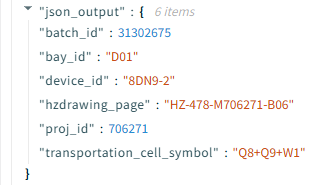 "json_output" : { 6 items
"batch_id" : 31302675
"bay_id" : "D01"
"device_id" : "8DN9-2"
"hzdrawing_page" : "HZ-478-M706271-B06"
"proj_id" : 706271
"transportation_cell_symbol" : "Q8+Q9+W1"
}